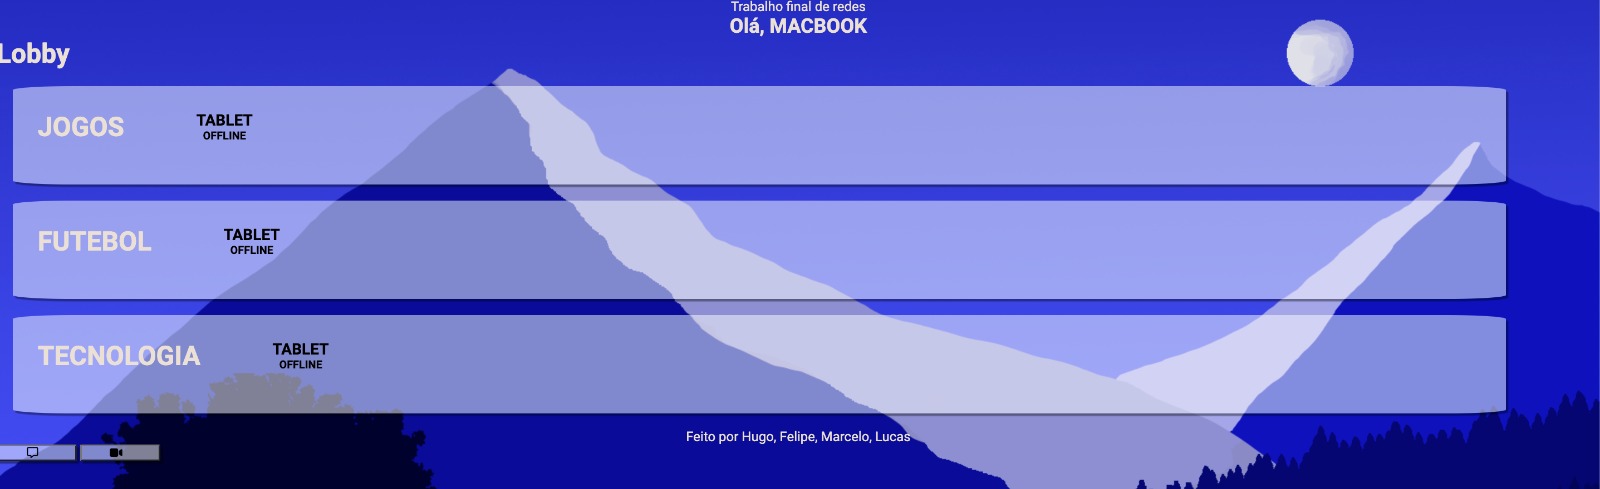 Trabalho final de redes
Olá, MACBOOK
Lobby
JOGOS
TABLET
OFFLINE
FUTEBOL
TABLET
OFFLINE
TECNOLOGIA
TABLET
OFFLINE
Feito por Hugo, Felipe, Marcelo, Lucas